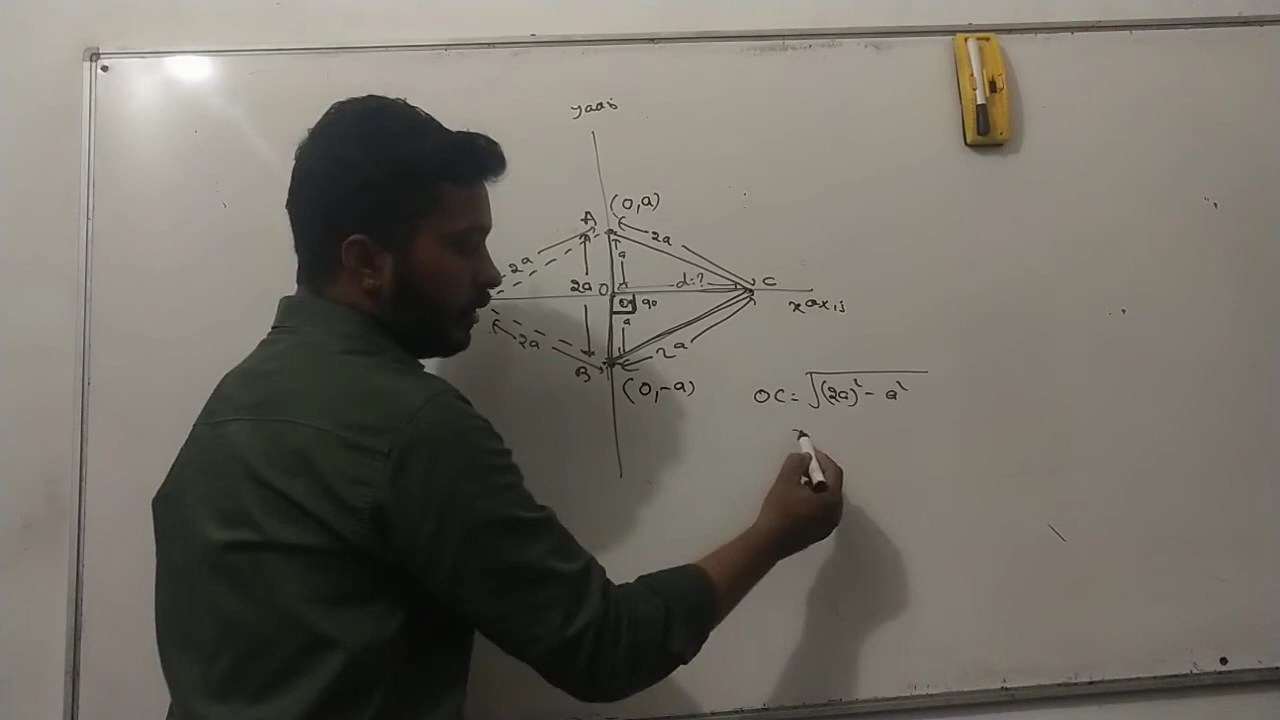 y axis
(0, a)
A
2a
2a
a
2a
O
d=?
C
90
x axis
a
2a
2a
B
(0, -a)
OC = √(2a)² - a²